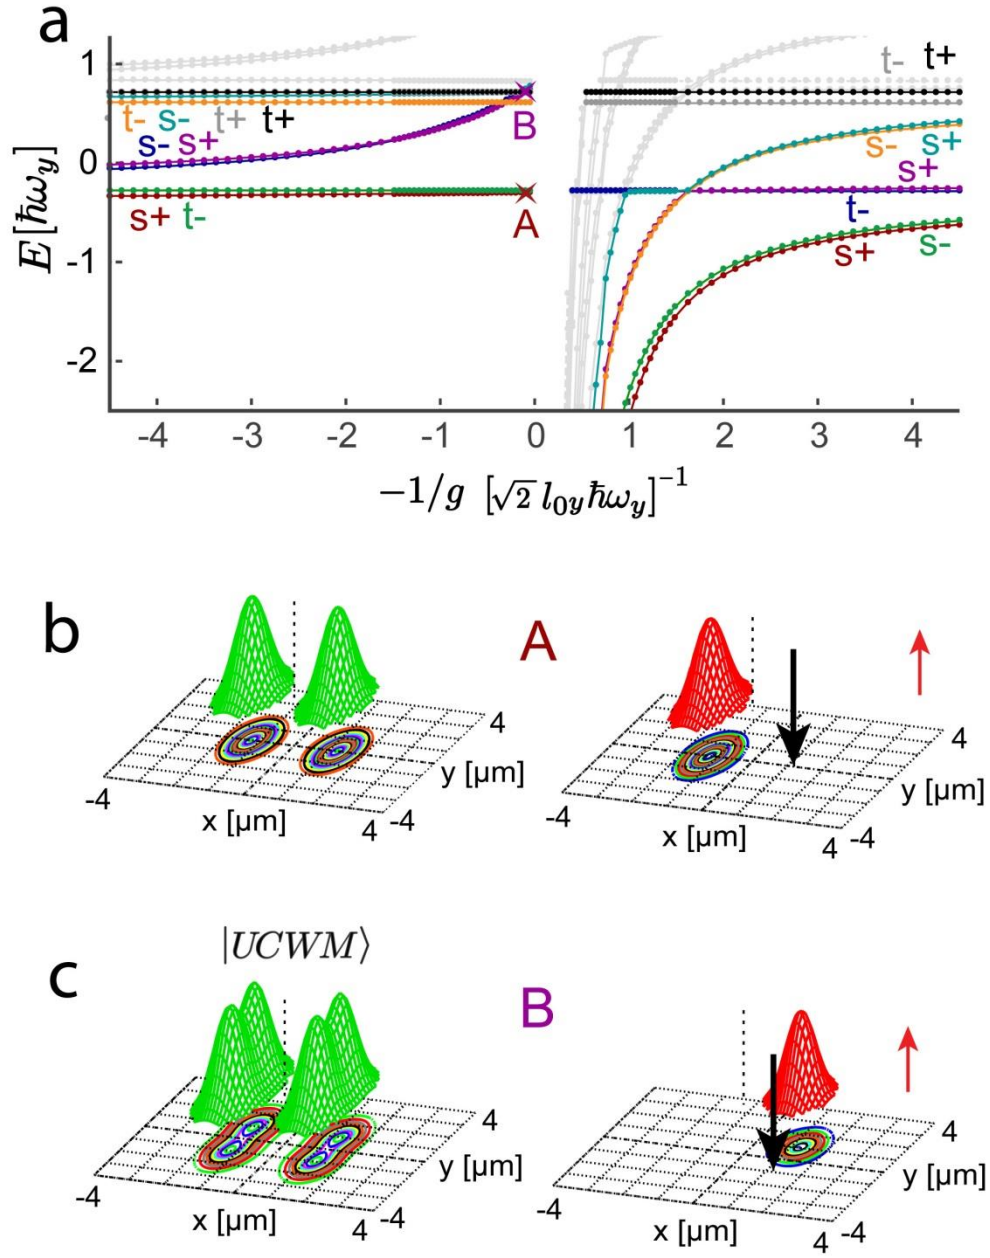 a
1
t- t+
t- s- t+ t+
s- s+
B
s- s+
0
s+
s+ t-
A
t-
E[ħω_y]
-1
s+ s-
-2
-4 -3 -2 -1 0 1 2 3 4
-1/g [√2 l_{0y}ħω_y]^{-1}
b
A
4
4
y [μm]
y [μm]
-4
-4
x [μm]
x [μm]
4 -4
4 -4
|UCWM⟩
c
B
4
4
y [μm]
y [μm]
-4
-4
x [μm]
x [μm]
4 -4
4 -4